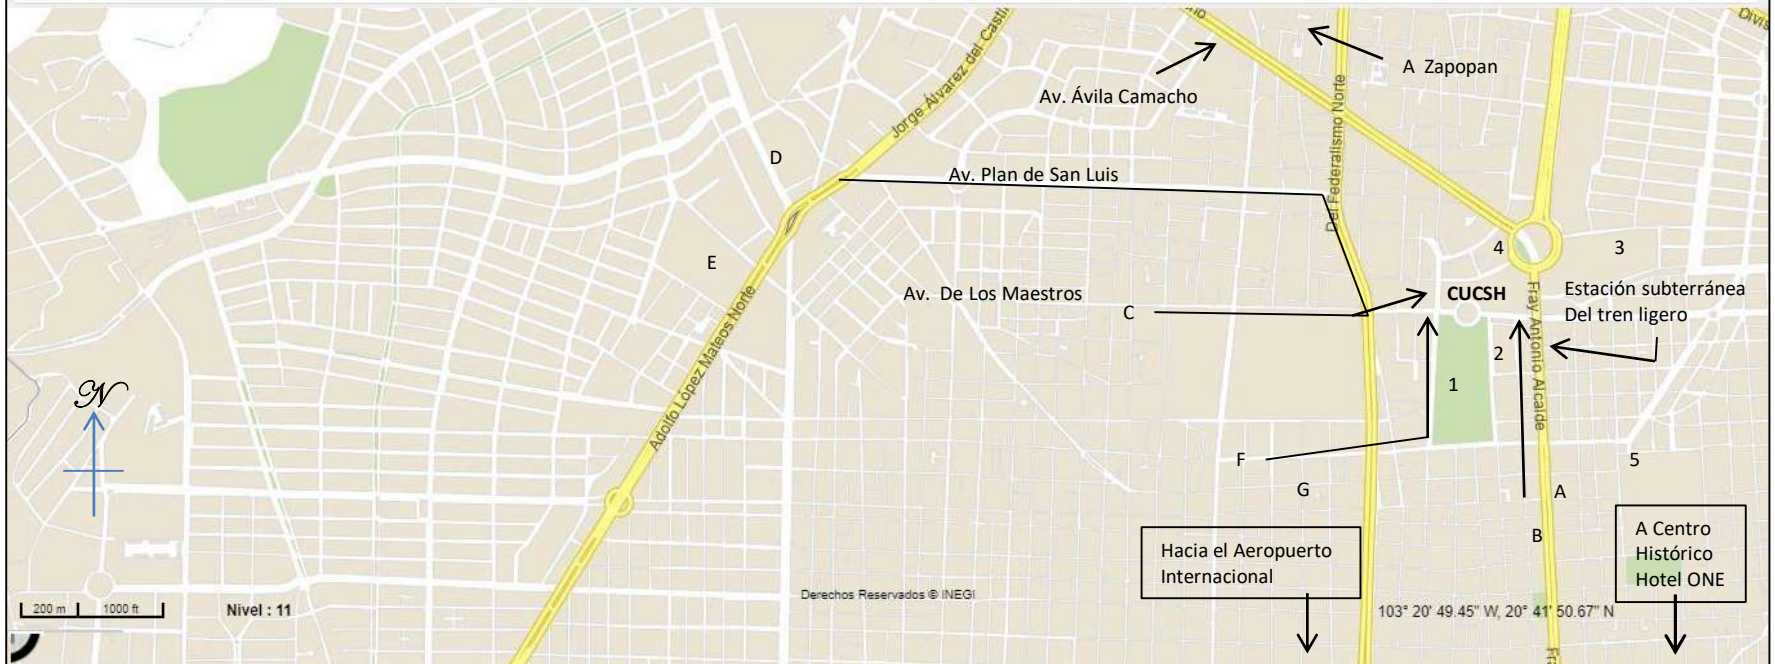 A Zapopan
Av. Ávila Camacho
Jorge Álvarez del
Del Federalismo Norte
D
Av. Plan de San Luis
4
3
E
Av. De Los Maestros
C
CUCSH
Estación subterránea
Del tren ligero
Fray Antonio Alcalde
2
1
N
Adolfo López Mateos Norte
F
5
G
A
B
Hacia el Aeropuerto
Internacional
A Centro
Histórico
Hotel ONE
200 m
1000 ft
Nivel : 11
Derechos Reservados © INEGI
103° 20' 49.45" W, 20° 41' 50.67" N